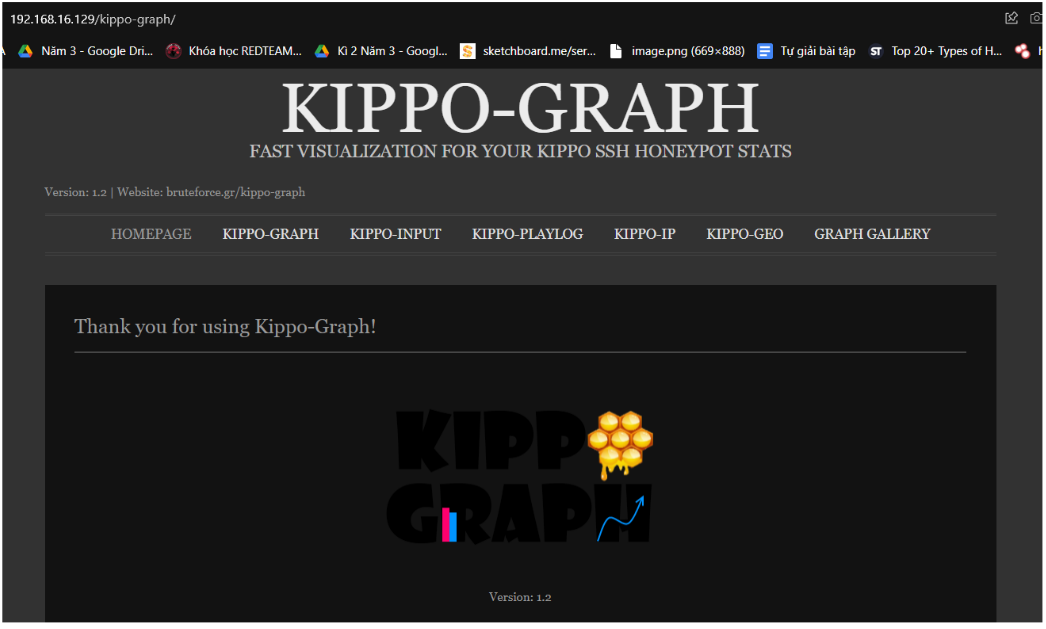 192.168.16.129/kippo-graph/
Năm 3 - Google Dri... Khóa học REDTEAM... Kì 2 Năm 3 - Googl... sketchboard.me/ser... image.png (669×888) Tự giải bài tập ST Top 20+ Types of H...
KIPPO-GRAPH
FAST VISUALIZATION FOR YOUR KIPPO SSH HONEYPOT STATS
Version: 1.2 | Website: bruteforce.gr/kippo-graph
HOMEPAGE KIPPO-GRAPH KIPPO-INPUT KIPPO-PLAYLOG KIPPO-IP KIPPO-GEO GRAPH GALLERY
Thank you for using Kippo-Graph!
KIPP
GRAPH
Version: 1.2